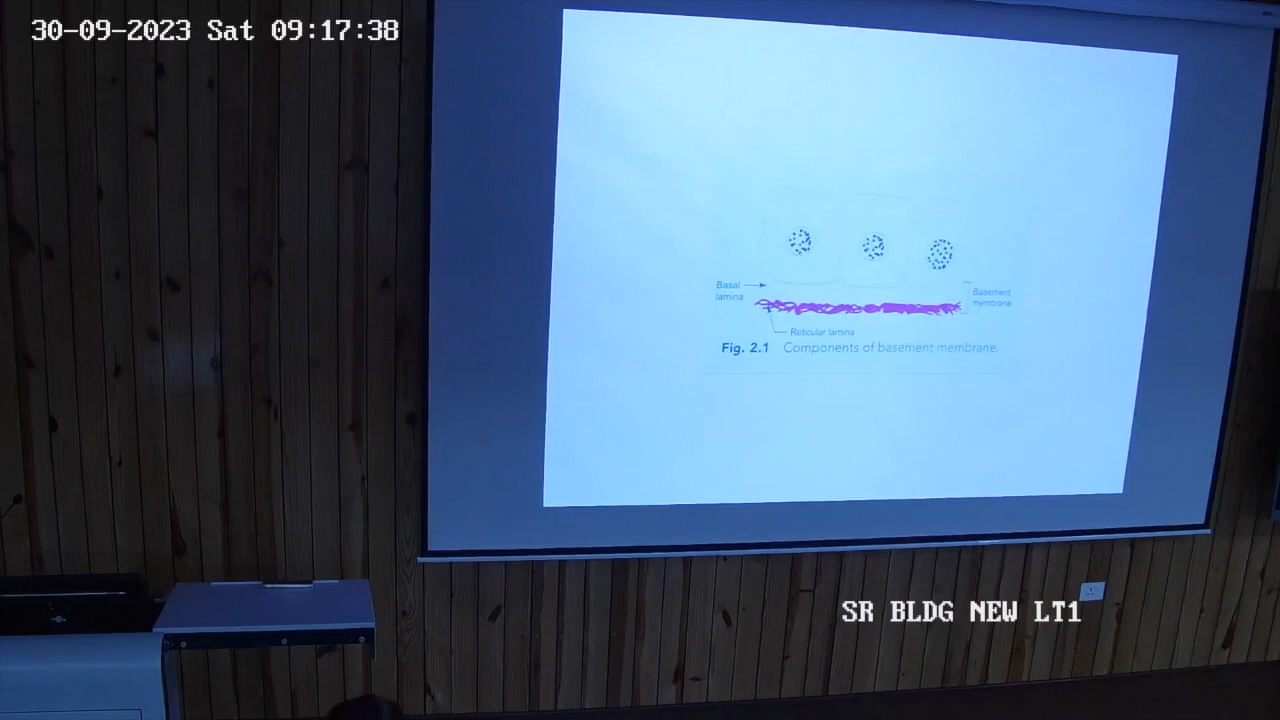 30-09-2023 Sat 09:17:38
Basal
lamina
Basement
membrane
Reticular lamina
Fig. 2.1 Components of basement membrane.
SR BLDG NEW LT1